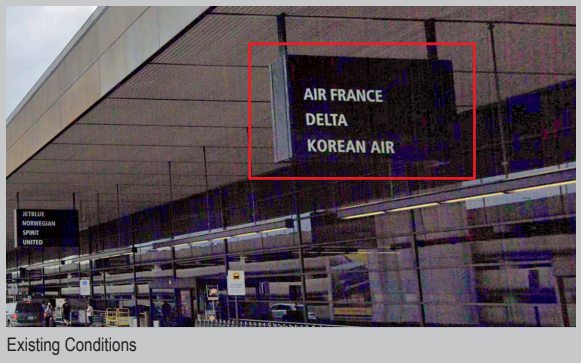 AIR FRANCE
DELTA
KOREAN AIR
JETBLUE
NORWEGIAN
SPIRIT
UNITED
Existing Conditions